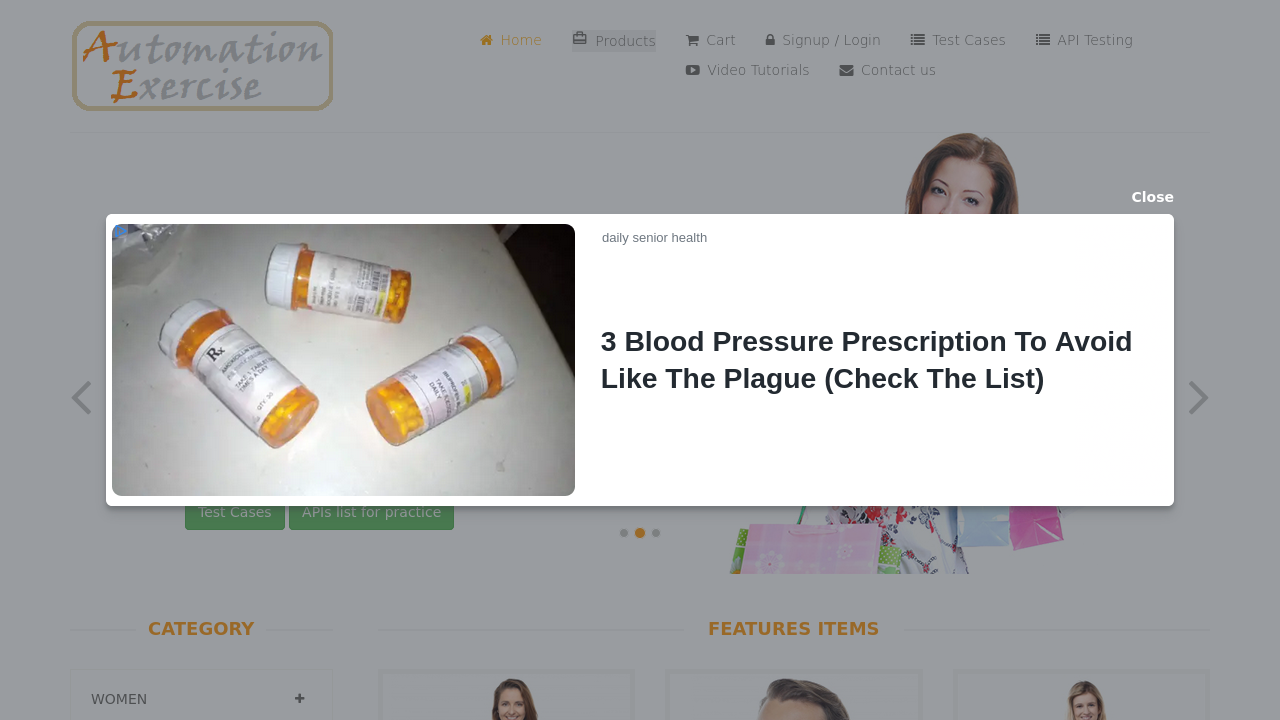 Automation
Exercise
Home
Products
Cart
Signup / Login
Test Cases
API Testing
Video Tutorials
Contact us
Close
daily senior health
3 Blood Pressure Prescription To Avoid
Like The Plague (Check The List)
Rx
Test Cases
APIs list for practice
CATEGORY
FEATURES ITEMS
WOMEN